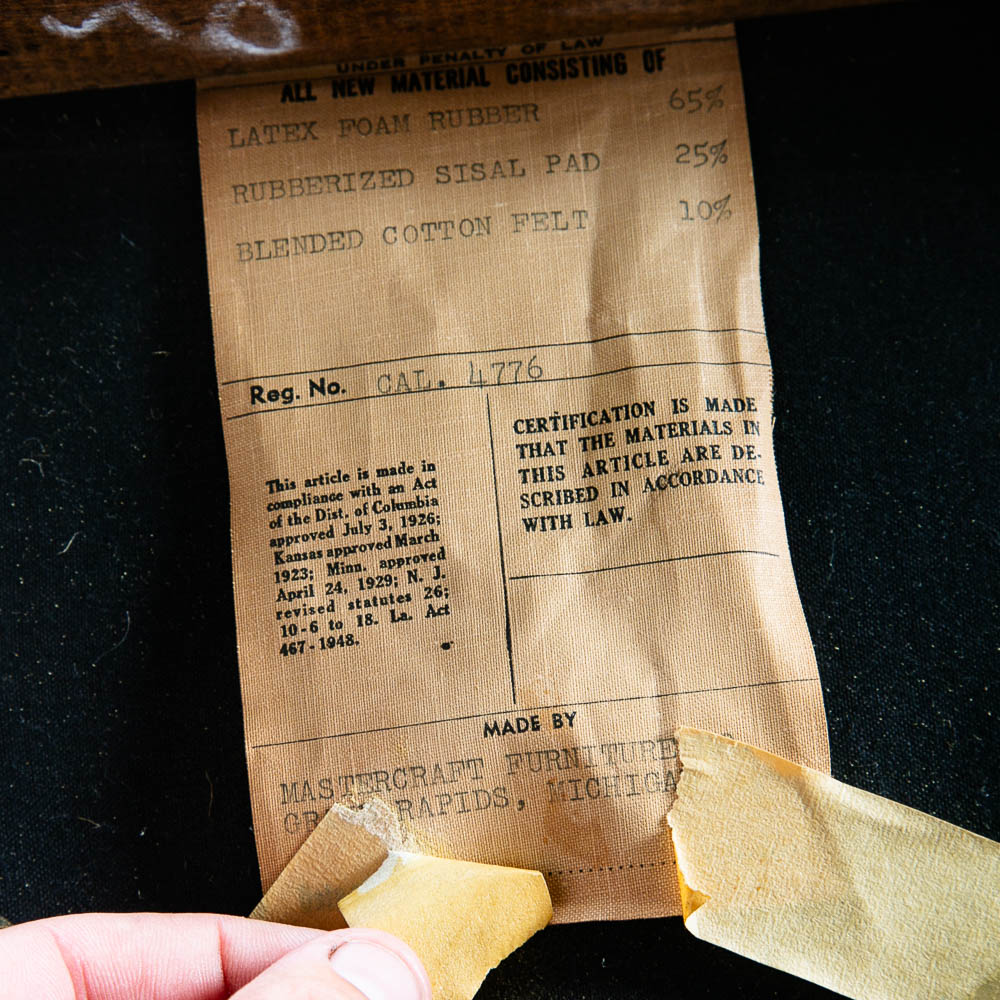 UNDER PENALTY OF LAW
ALL NEW MATERIAL CONSISTING OF
LATEX FOAM RUBBER 65%
RUBBERIZED SISAL PAD 25%
BLENDED COTTON FELT 10%
Reg. No. CAL. 4776
This article is made in
compliance with an Act
of the Dist. of Columbia
approved July 3, 1926;
Kansas approved March
1923; Minn. approved
April 24, 1929; N. J.
revised statutes 26;
10-6 to 18. La. Act
467-1948.
CERTIFICATION IS MADE
THAT THE MATERIALS IN
THIS ARTICLE ARE DE-
SCRIBED IN ACCORDANCE
WITH LAW.
MADE BY
MASTERCRAFT FURNITURE
RAPIDS, MICHIGA